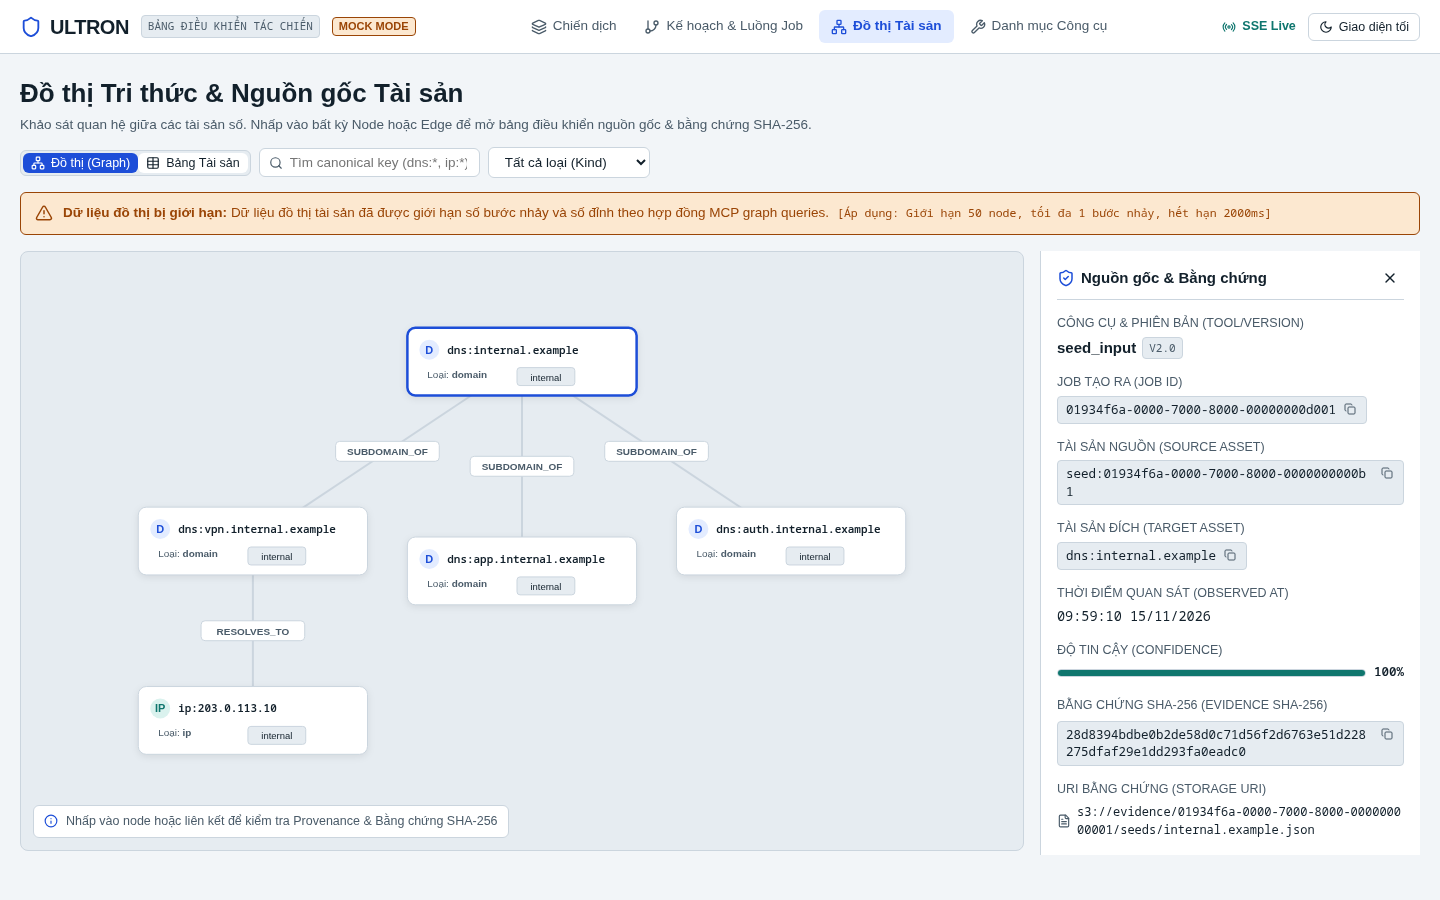 ULTRON
BẢNG ĐIỀU KHIỂN TÁC CHIẾN
MOCK MODE
Chiến dịch
Kế hoạch & Luồng Job
Đồ thị Tài sản
Danh mục Công cụ
SSE Live
Giao diện tối
Đồ thị Tri thức & Nguồn gốc Tài sản
Khảo sát quan hệ giữa các tài sản số. Nhấp vào bất kỳ Node hoặc Edge để mở bảng điều khiển nguồn gốc & bằng chứng SHA-256.
Đồ thị (Graph)
Bảng Tài sản
Tìm canonical key (dns:*, ip:*)
Tất cả loại (Kind)
Dữ liệu đồ thị bị giới hạn: Dữ liệu đồ thị tài sản đã được giới hạn số bước nhảy và số đỉnh theo hợp đồng MCP graph queries. [Áp dụng: Giới hạn 50 node, tối đa 1 bước nhảy, hết hạn 2000ms]
D dns:internal.example
Loại: domain internal
SUBDOMAIN_OF
SUBDOMAIN_OF
SUBDOMAIN_OF
D dns:vpn.internal.example
Loại: domain internal
D dns:app.internal.example
Loại: domain internal
D dns:auth.internal.example
Loại: domain internal
RESOLVES_TO
IP ip:203.0.113.10
Loại: ip internal
Nhấp vào node hoặc liên kết để kiểm tra Provenance & Bằng chứng SHA-256
Nguồn gốc & Bằng chứng
CÔNG CỤ & PHIÊN BẢN (TOOL/VERSION)
seed_input V2.0
JOB TẠO RA (JOB ID)
01934f6a-0000-7000-8000-00000000d001
TÀI SẢN NGUỒN (SOURCE ASSET)
seed:01934f6a-0000-7000-8000-0000000000b
1
TÀI SẢN ĐÍCH (TARGET ASSET)
dns:internal.example
THỜI ĐIỂM QUAN SÁT (OBSERVED AT)
09:59:10 15/11/2026
ĐỘ TIN CẬY (CONFIDENCE)
100%
BẰNG CHỨNG SHA-256 (EVIDENCE SHA-256)
28d8394bdbe0b2de58d0c71d56f2d6763e51d228
275dfaf29e1dd293fa0eadc0
URI BẰNG CHỨNG (STORAGE URI)
s3://evidence/01934f6a-0000-7000-8000-0000000
00001/seeds/internal.example.json